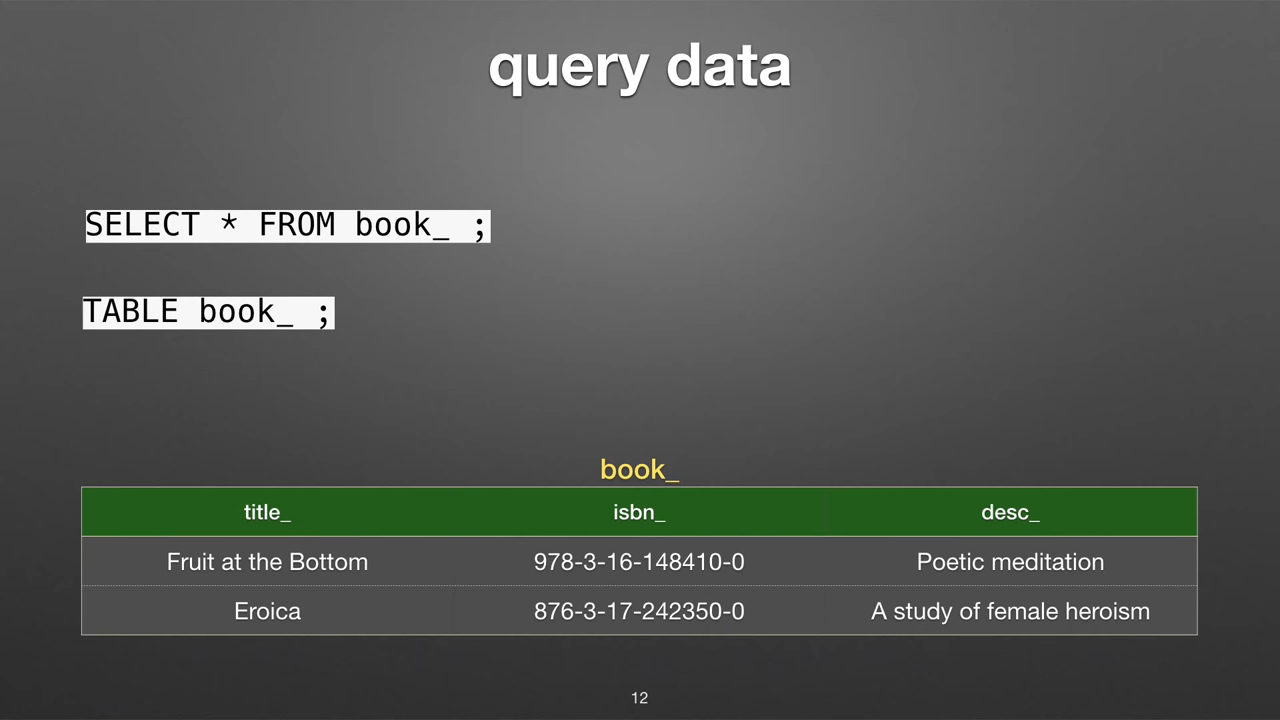 query data
SELECT * FROM book_ ;
TABLE book_ ;
book_
title_ isbn_ desc_
Fruit at the Bottom 978-3-16-148410-0 Poetic meditation
Eroica 876-3-17-242350-0 A study of female heroism
12